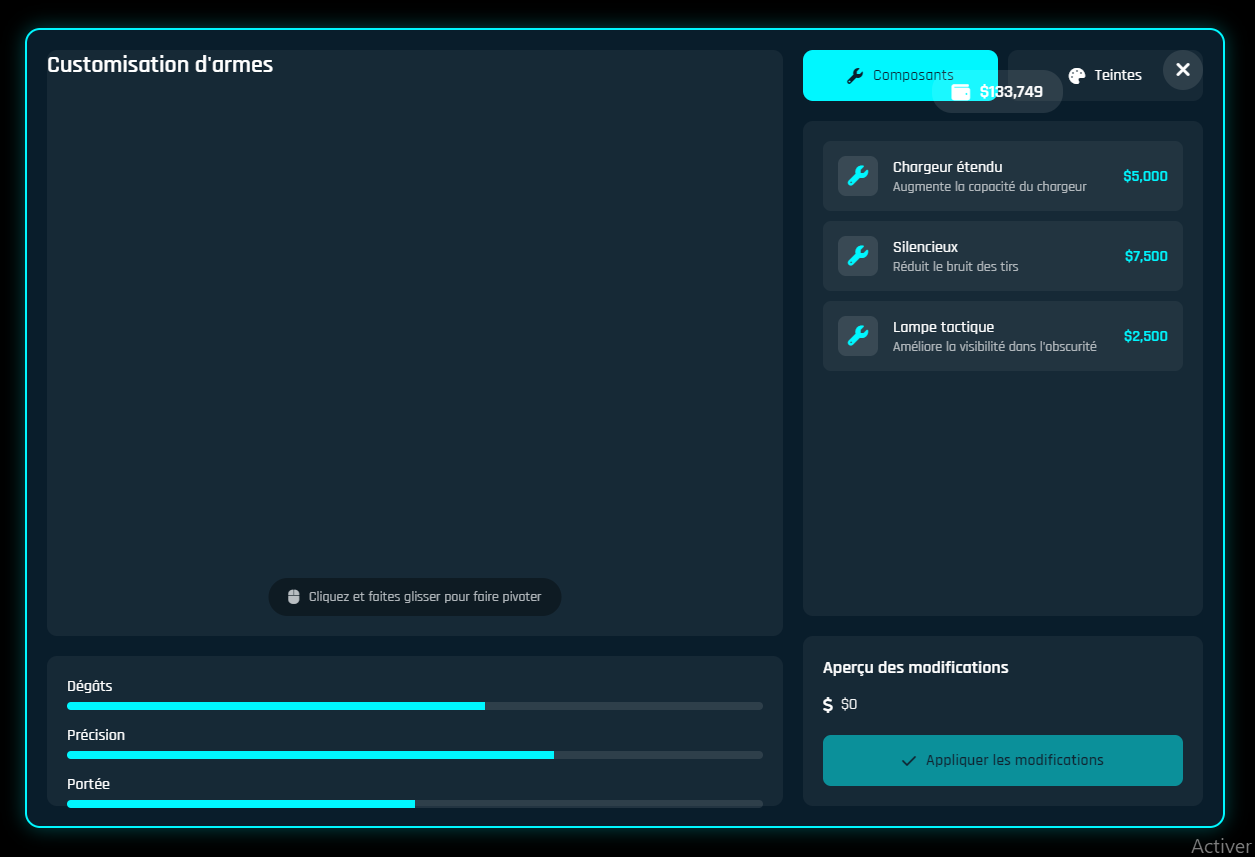 Customisation d'armes
Composants
Teintes
$133,749
Chargeur étendu
Augmente la capacité du chargeur
$5,000
Silencieux
Réduit le bruit des tirs
$7,500
Lampe tactique
Améliore la visibilité dans l'obscurité
$2,500
Cliquez et faites glisser pour faire pivoter
Dégâts
Précision
Portée
Aperçu des modifications
$ $0
Appliquer les modifications
Activer